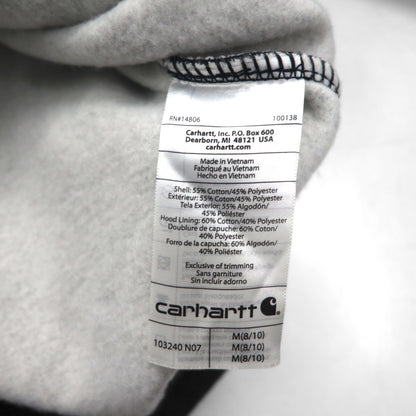 RN#14806 100138
Carhartt, Inc. P.O. Box 600
Dearborn, MI 48121 USA
carhartt.com
Made in Vietnam
Fabriqué au Vietnam
Hecho en Vietnam
Shell: 55% Cotton/45% Polyester
Extérieur: 55% Coton/45% Polyester
Tela Exterior: 55% Algodón/
45% Poliéster
Hood Lining: 60% Cotton/40% Polyester
Doublure de capuche: 60% Coton/
40% Polyester
Forro de la capucha: 60% Algodón/
40% Poliéster
Exclusive of trimming
Sans garniture
Sin incluir adorno
carhartt
M(8/10)
103240 N07 M(8/10)
M(8/10)